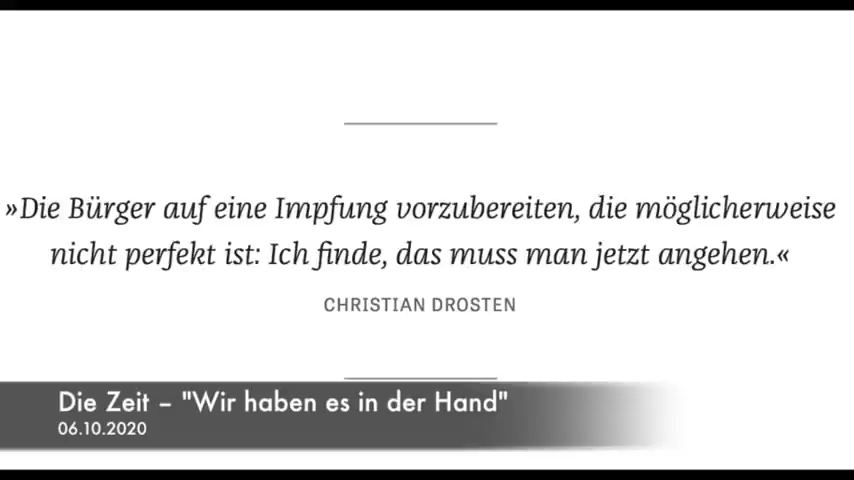 »Die Bürger auf eine Impfung vorzubereiten, die möglicherweise
nicht perfekt ist: Ich finde, das muss man jetzt angehen.«
CHRISTIAN DROSTEN
Die Zeit – "Wir haben es in der Hand"
06.10.2020